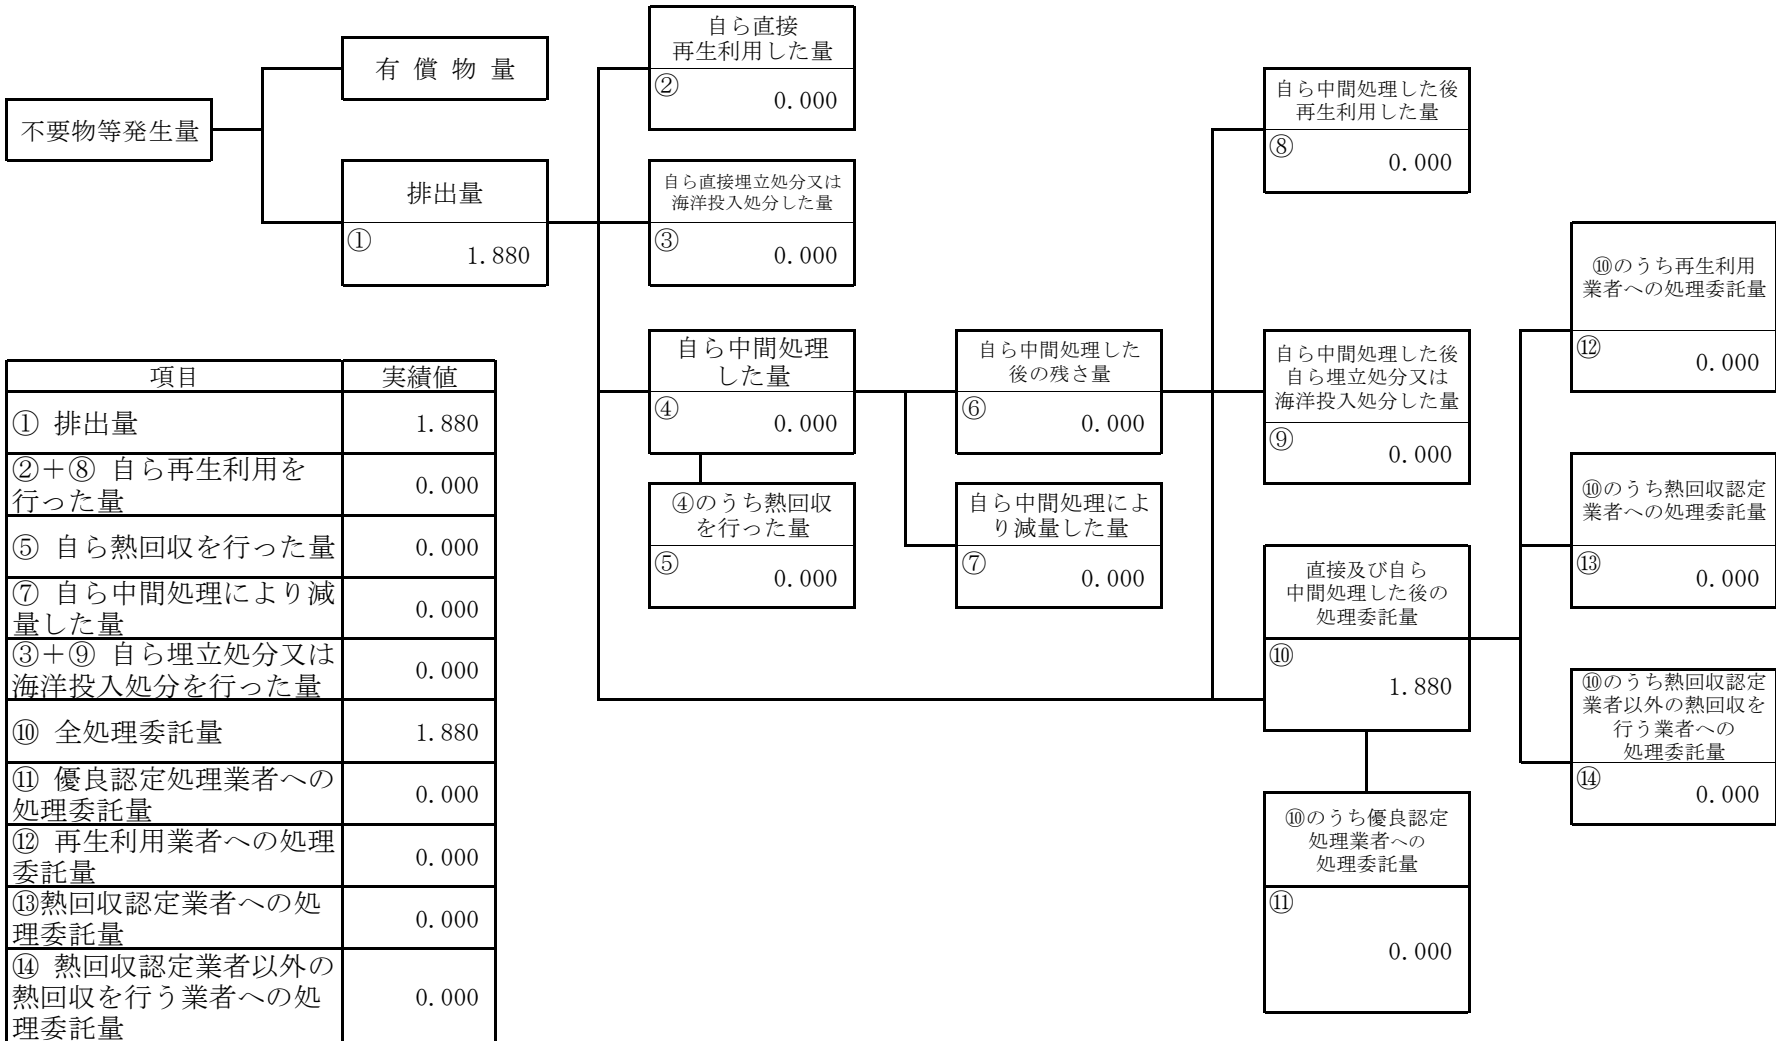 不要物等発生量
有 償 物 量
排出量
①
1.880
自ら直接
再生利用した量
②
0.000
自ら直接埋立処分又は
海洋投入処分した量
③
0.000
自ら中間処理
した量
④
0.000
④のうち熱回収
を行った量
⑤
0.000
自ら中間処理した
後の残さ量
⑥
0.000
自ら中間処理によ
り減量した量
⑦
0.000
自ら中間処理した後
再生利用した量
⑧
0.000
自ら中間処理した後
自ら埋立処分又は
海洋投入処分した量
⑨
0.000
直接及び自ら
中間処理した後の
処理委託量
⑩
1.880
⑩のうち優良認定
処理業者への
処理委託量
⑪
0.000
⑩のうち再生利用
業者への処理委託量
⑫
0.000
⑩のうち熱回収認定
業者への処理委託量
⑬
0.000
⑩のうち熱回収認定
業者以外の熱回収を
行う業者への
処理委託量
⑭
0.000
項目 実績値
① 排出量 1.880
②＋⑧ 自ら再生利用を
行った量 0.000
⑤ 自ら熱回収を行った量 0.000
⑦ 自ら中間処理により減
量した量 0.000
③＋⑨ 自ら埋立処分又は
海洋投入処分を行った量 0.000
⑩ 全処理委託量 1.880
⑪ 優良認定処理業者への
処理委託量 0.000
⑫ 再生利用業者への処理
委託量 0.000
⑬熱回収認定業者への処
理委託量 0.000
⑭ 熱回収認定業者以外の
熱回収を行う業者への処
理委託量 0.000